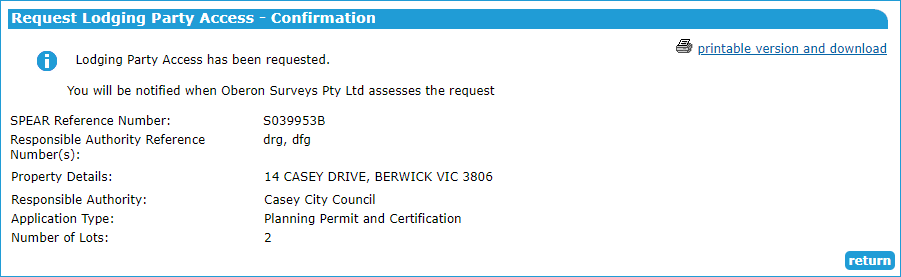 Request Lodging Party Access - Confirmation
printable version and download
Lodging Party Access has been requested.
You will be notified when Oberon Surveys Pty Ltd assesses the request
SPEAR Reference Number: S039953B
Responsible Authority Reference Number(s): drg, dfg
Property Details: 14 CASEY DRIVE, BERWICK VIC 3806
Responsible Authority: Casey City Council
Application Type: Planning Permit and Certification
Number of Lots: 2
return